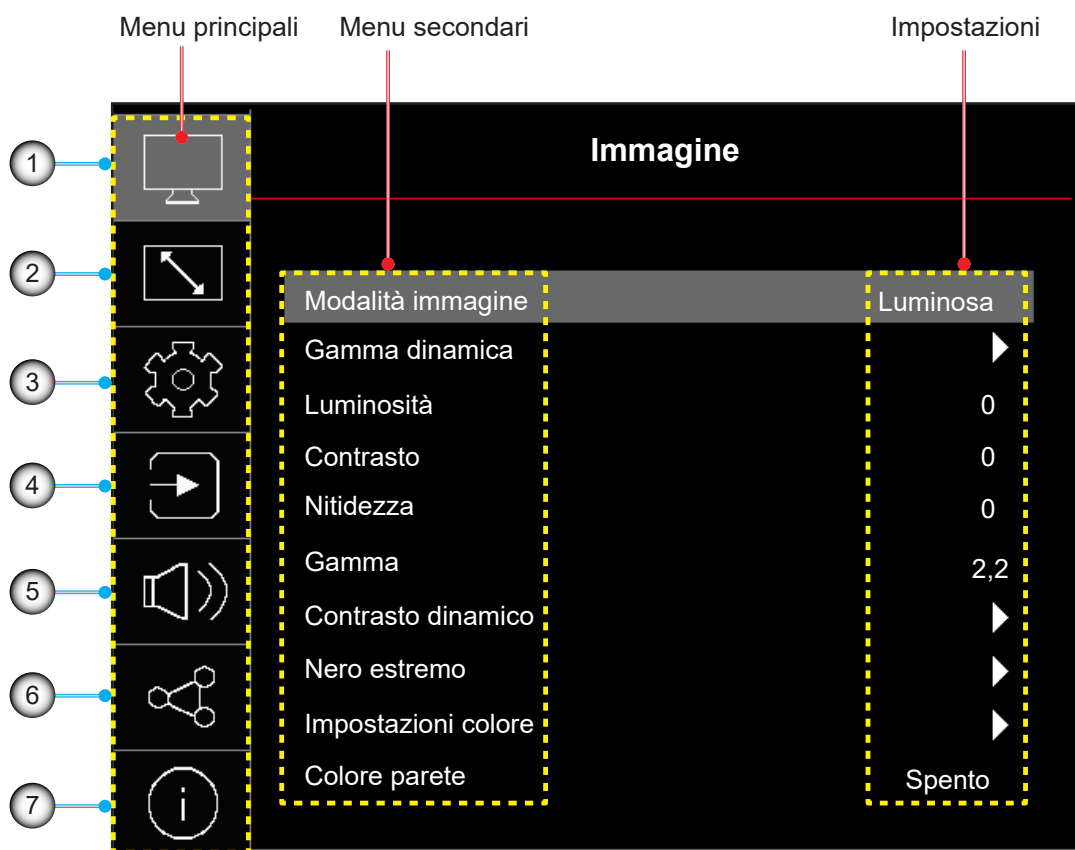 Menu principali Menu secondari Impostazioni
Immagine
1
2
3
4
5
6
7
Modalità immagine Luminosa
Gamma dinamica
Luminosità 0
Contrasto 0
Nitidezza 0
Gamma 2,2
Contrasto dinamico
Nero estremo
Impostazioni colore
Colore parete Spento
i